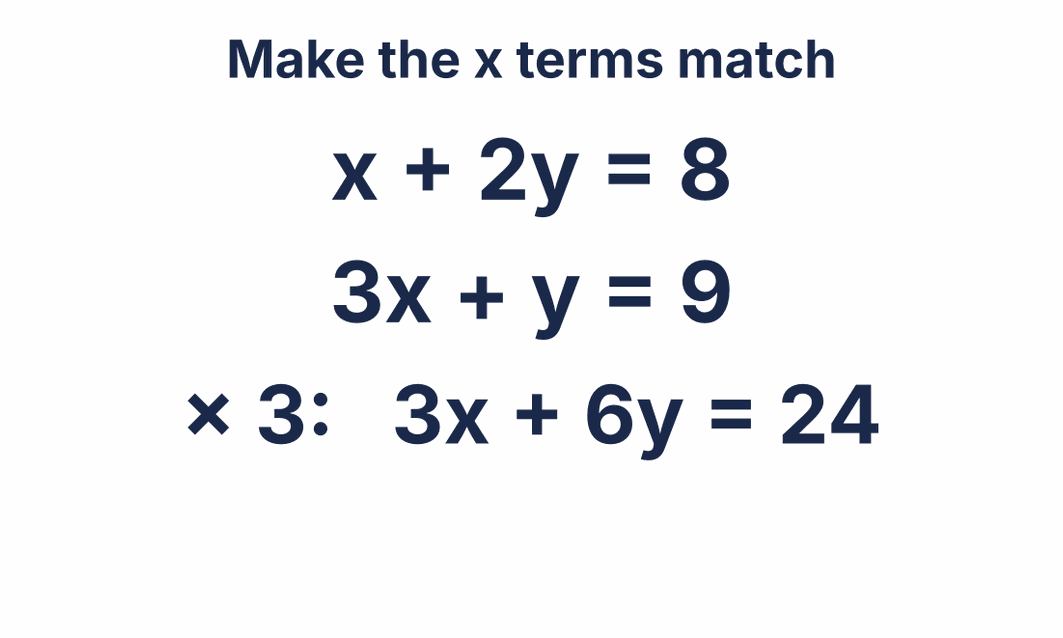 Make the x terms match
x + 2y = 8
3x + y = 9
× 3: 3x + 6y = 24